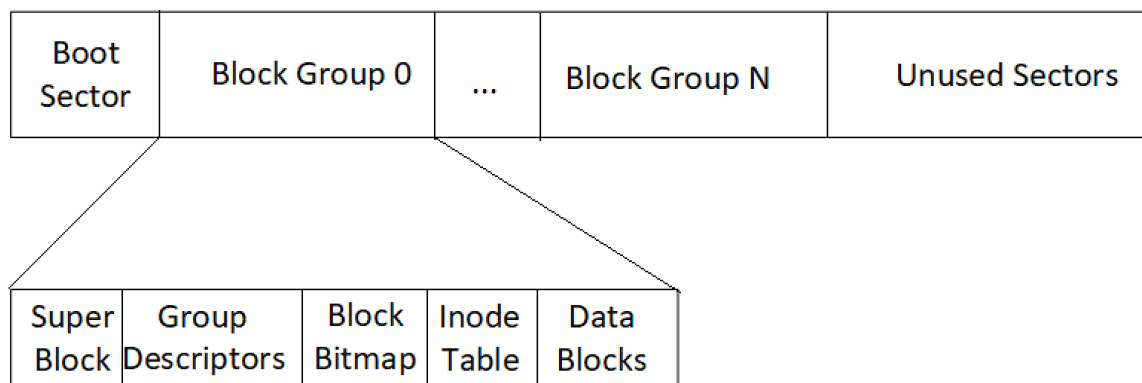 Boot
Sector
Block Group 0
...
Block Group N
Unused Sectors
Super
Block
Group
Descriptors
Block
Bitmap
Inode
Table
Data
Blocks